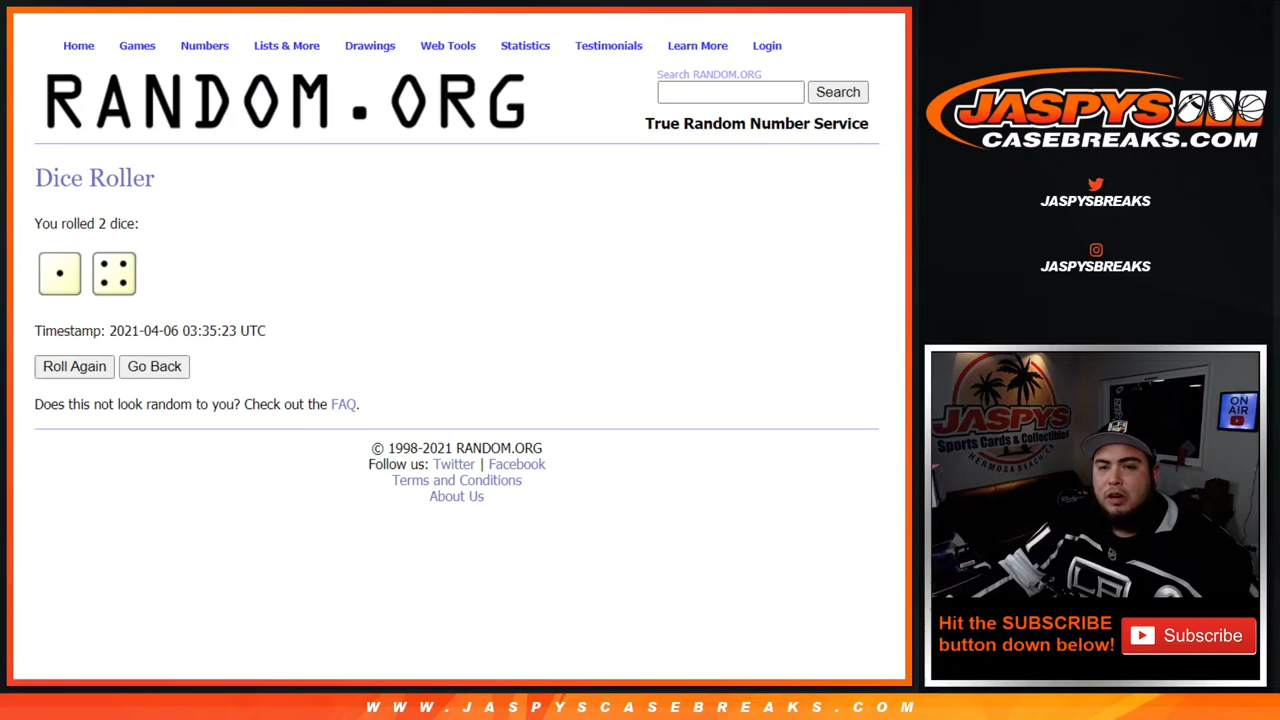 Home Games Numbers Lists & More Drawings Web Tools Statistics Testimonials Learn More Login
RANDOM.ORG
Search RANDOM.ORG
Search
True Random Number Service
Dice Roller
You rolled 2 dice:
Timestamp: 2021-04-06 03:35:23 UTC
Roll Again Go Back
Does this not look random to you? Check out the FAQ.
© 1998-2021 RANDOM.ORG
Follow us: Twitter | Facebook
Terms and Conditions
About Us
JASPYS
CASEBREAKS.COM
JASPYSBREAKS
JASPYSBREAKS
JASPYS
Sports Cards & Collectibles
HERMOSA BEACH, CA
ON
AIR
LA
Hit the SUBSCRIBE
button down below!
Subscribe
WWW.JASPYSCASEBREAKS.COM